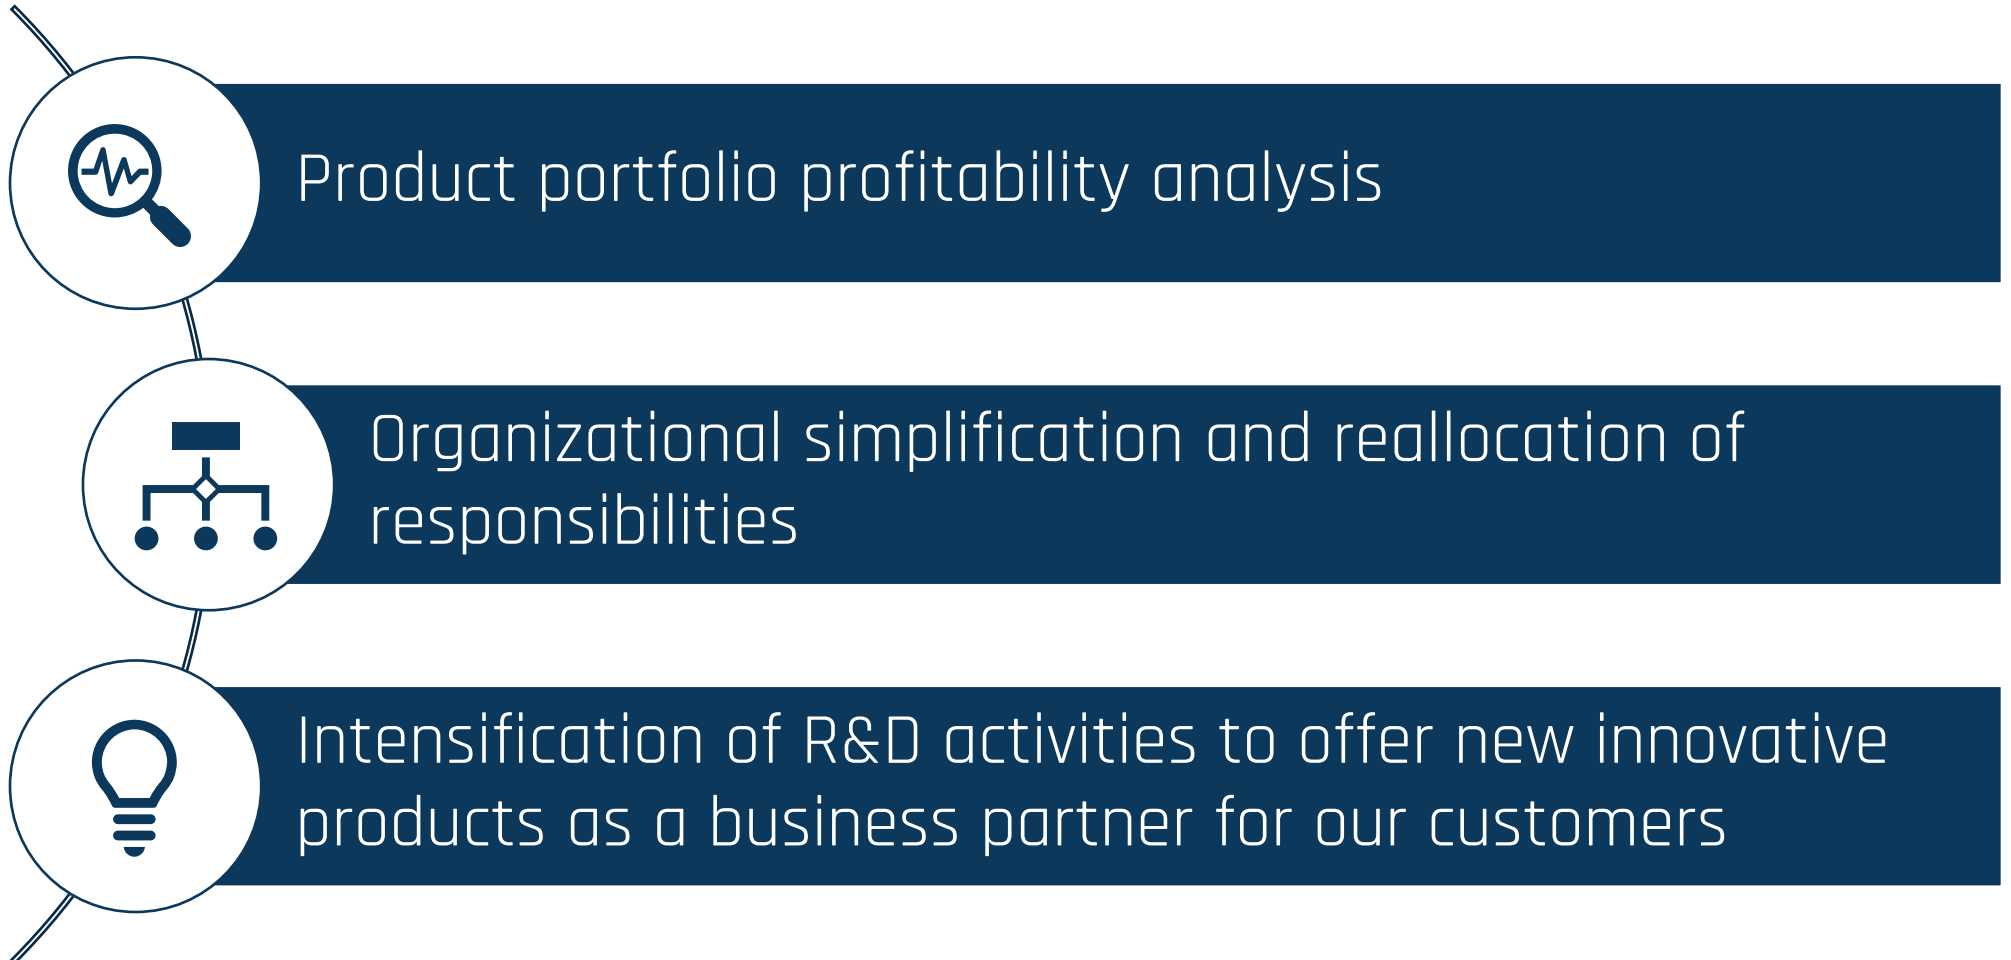 Product portfolio profitability analysis
Organizational simplification and reallocation of
responsibilities
Intensification of R&D activities to offer new innovative
products as a business partner for our customers